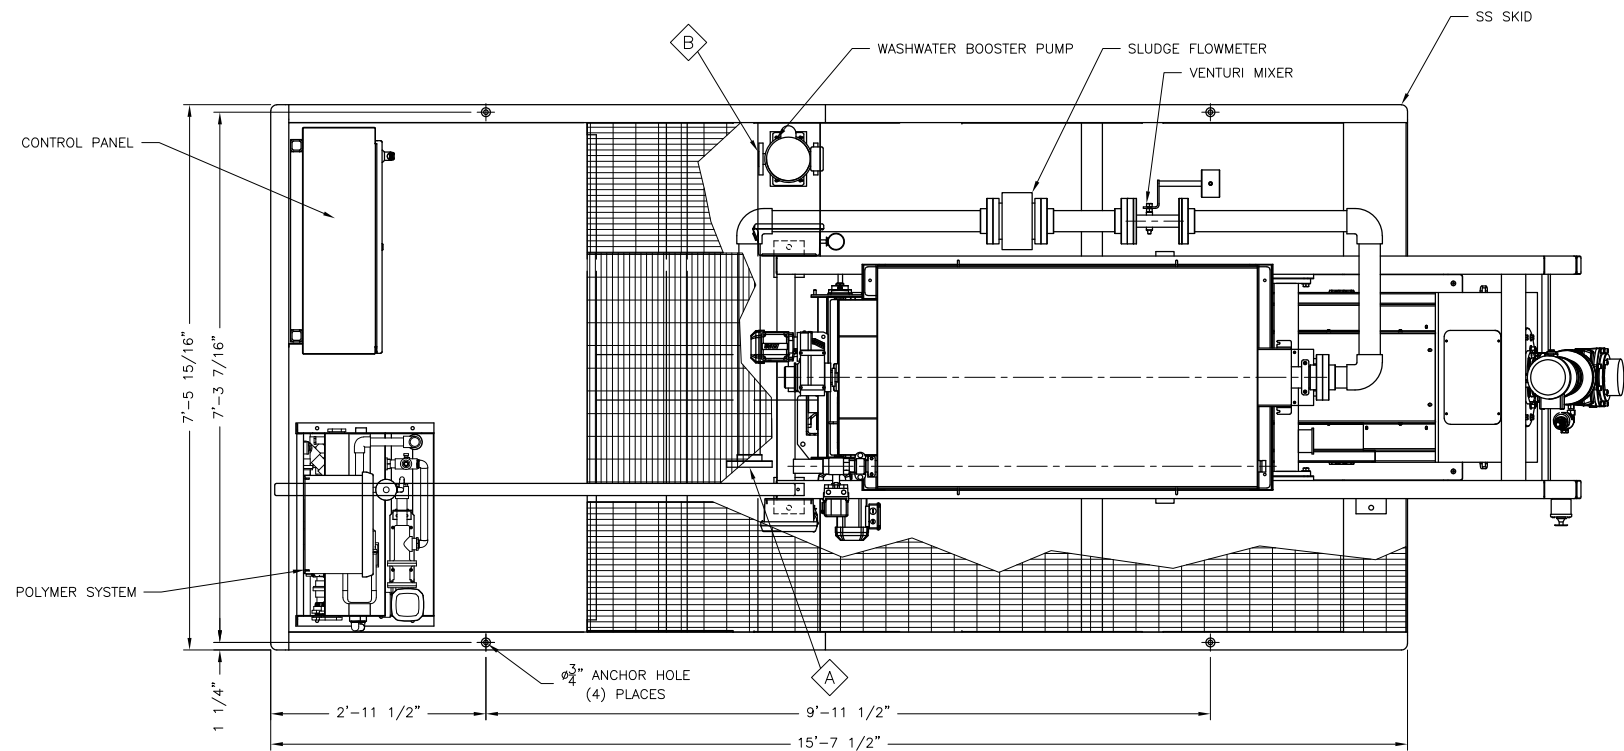 SS SKID
B
WASHWATER BOOSTER PUMP
SLUDGE FLOWMETER
VENTURI MIXER
CONTROL PANEL
7'-5 15/16"
7'-3 7/16"
POLYMER SYSTEM
ø3/4" ANCHOR HOLE
(4) PLACES
A
1 1/4"
2'-11 1/2"
9'-11 1/2"
15'-7 1/2"